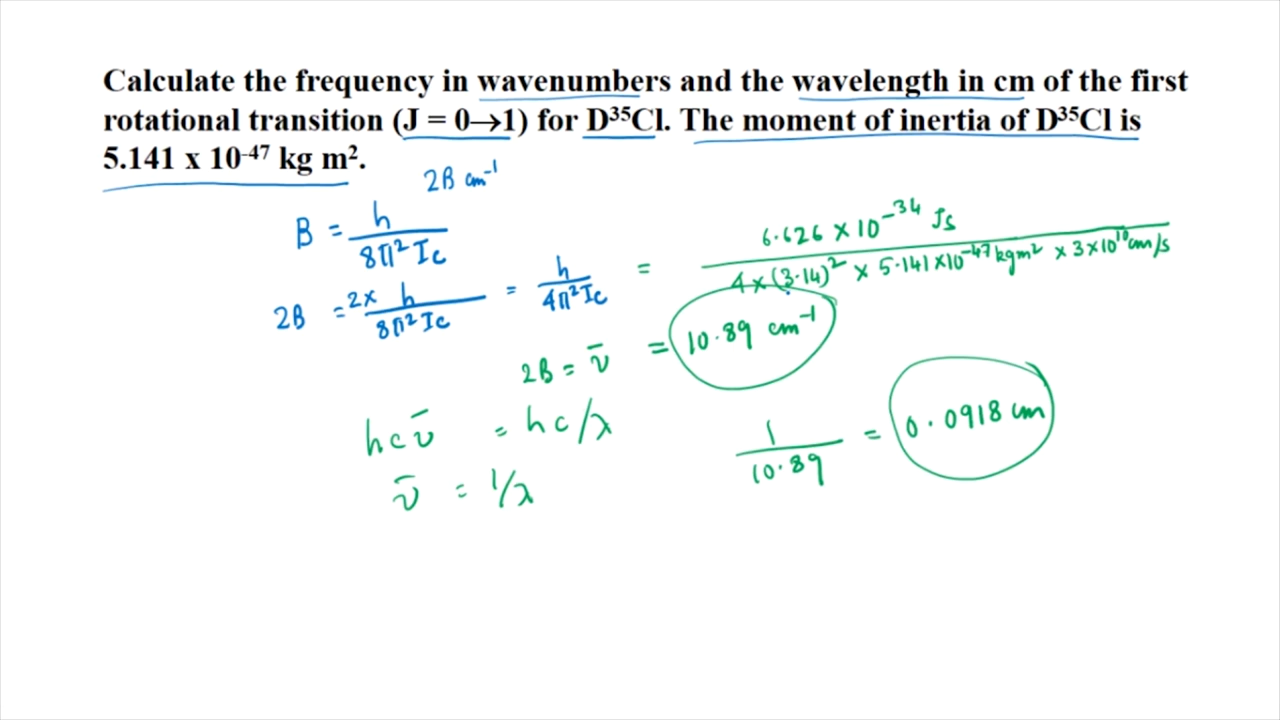 Calculate the frequency in wavenumbers and the wavelength in cm of the first
rotational transition (J = 0→1) for D³⁵Cl. The moment of inertia of D³⁵Cl is
5.141 x 10⁻⁴⁷ kg m².
2B cm⁻¹
B = h / 8π²Ic
2B = 2x h / 8π²Ic = h / 4π²Ic = 6.626 × 10⁻³⁴ Js / 4 × (3.14)² × 5.141 × 10⁻⁴⁷ kgm² × 3 × 10¹⁰ cm/s
2B = ν̄ = 10.89 cm⁻¹
hcν̄ = hc/λ
1 / 10.89 = 0.0918 cm
ν̄ = 1/λ